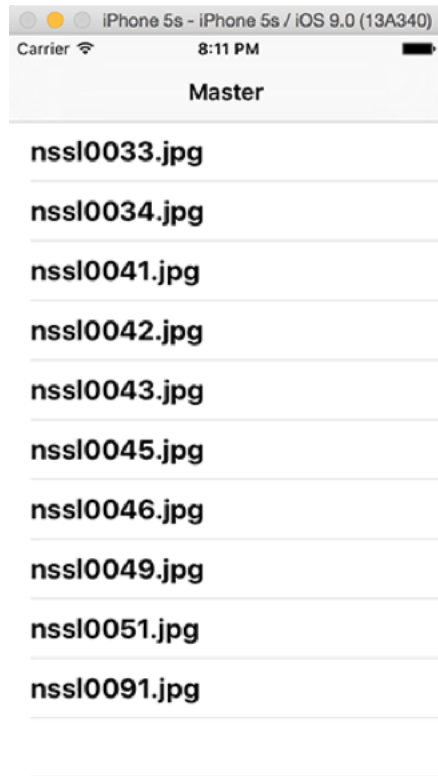 iPhone 5s - iPhone 5s / iOS 9.0 (13A340)
Carrier 8:11 PM
Master
nssl0033.jpg
nssl0034.jpg
nssl0041.jpg
nssl0042.jpg
nssl0043.jpg
nssl0045.jpg
nssl0046.jpg
nssl0049.jpg
nssl0051.jpg
nssl0091.jpg